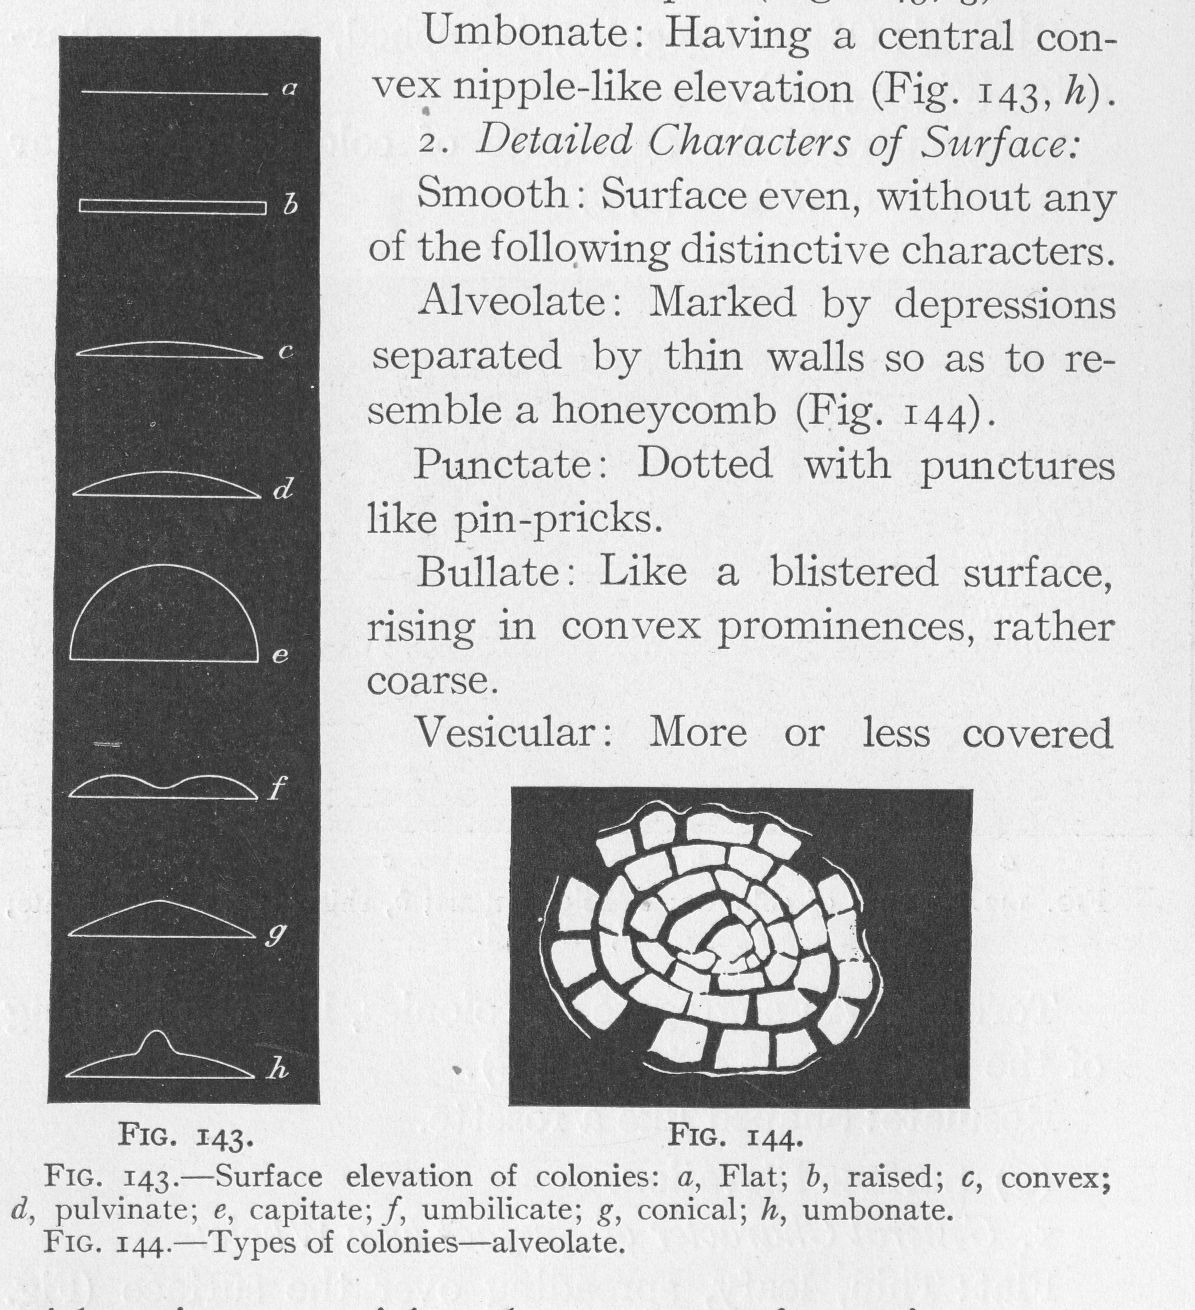 Umbonate: Having a central con-
vex nipple-like elevation (Fig. 143, h).
2. Detailed Characters of Surface:
Smooth: Surface even, without any
of the following distinctive characters.
Alveolate: Marked by depressions
separated by thin walls so as to re-
semble a honeycomb (Fig. 144).
Punctate: Dotted with punctures
like pin-pricks.
Bullate: Like a blistered surface,
rising in convex prominences, rather
coarse.
Vesicular: More or less covered
a
b
c
d
e
f
g
h
FIG. 143.
FIG. 144.
FIG. 143.—Surface elevation of colonies: a, Flat; b, raised; c, convex;
d, pulvinate; e, capitate; f, umbilicate; g, conical; h, umbonate.
FIG. 144.—Types of colonies—alveolate.